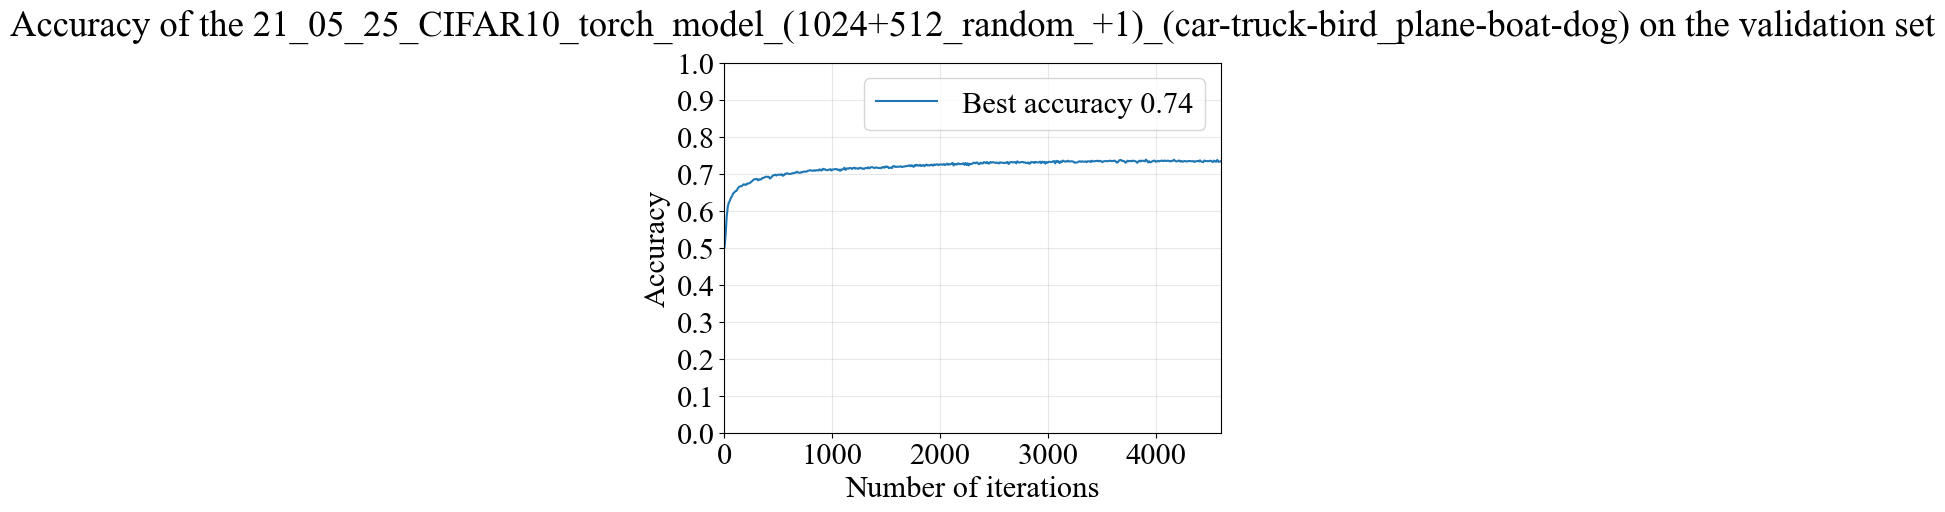 Accuracy of the 21_05_25_CIFAR10_torch_model_(1024+512_random_+1)_(car-truck-bird_plane-boat-dog) on the validation set
1.0
0.9
0.8
0.7
0.6
0.5
0.4
0.3
0.2
0.1
0.0
Accuracy
Best accuracy 0.74
0 1000 2000 3000 4000
Number of iterations